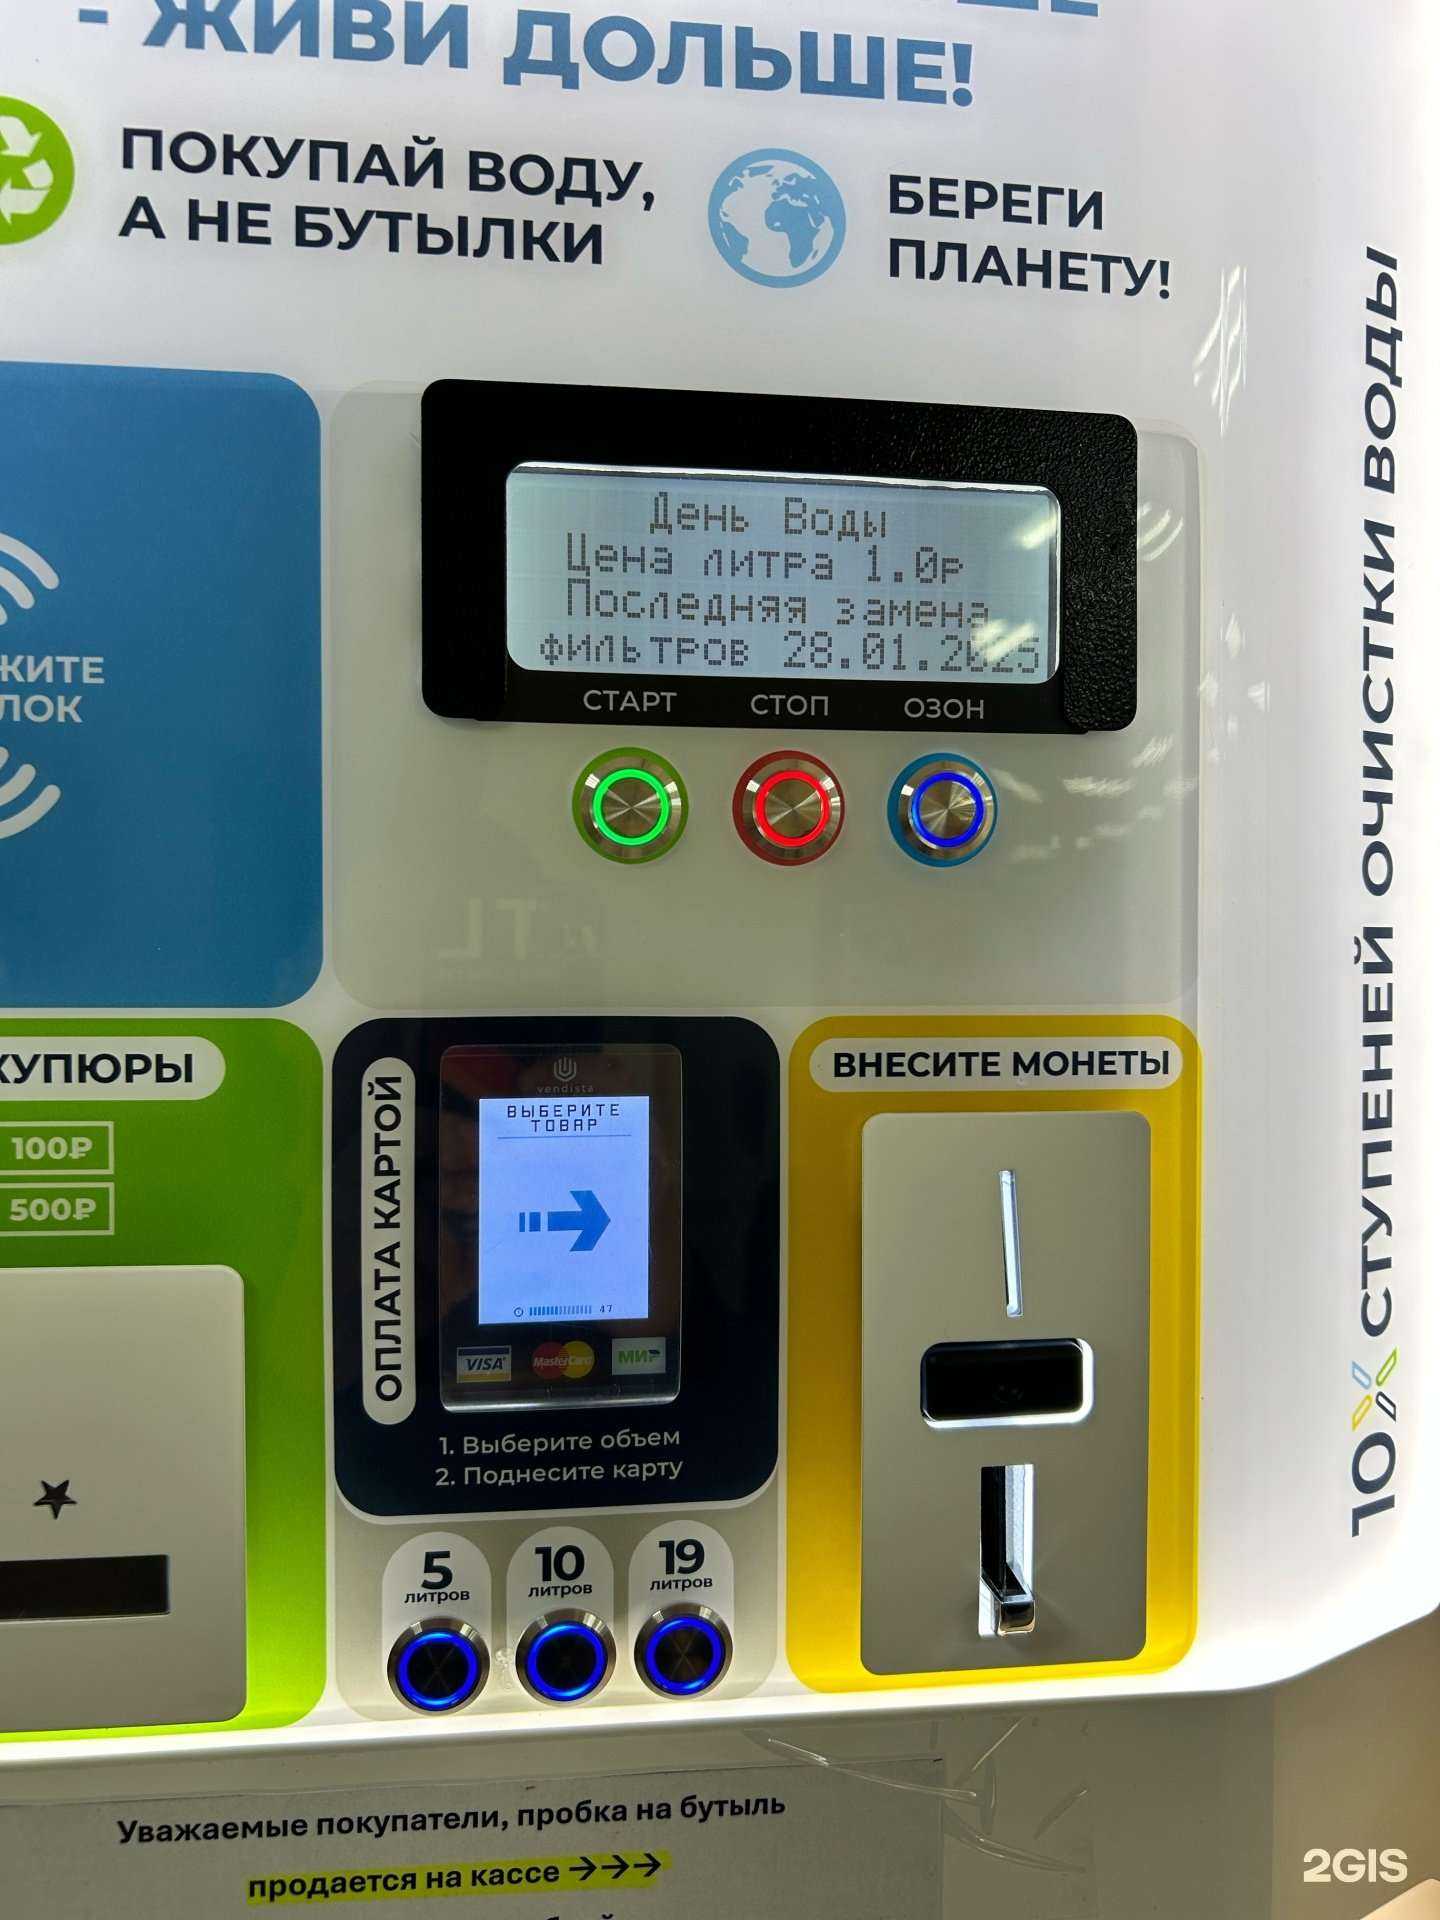 - ЖИВИ ДОЛЬШЕ!
ПОКУПАЙ ВОДУ,
А НЕ БУТЫЛКИ
БЕРЕГИ
ПЛАНЕТУ!
День Воды
Цена литра 1.0р
Последняя замена
фильтров 28.01.2025
СТАРТ СТОП ОЗОН
ЖИТЕ
ЛОК
КУПЮРЫ
100₽
500₽
ОПЛАТА КАРТОЙ
vendista
ВЫБЕРИТЕ
ТОВАР
47
VISA MasterCard МИР
1. Выберите объем
2. Поднесите карту
5
литров
10
литров
19
литров
ВНЕСИТЕ МОНЕТЫ
10 СТУПЕНЕЙ ОЧИСТКИ ВОДЫ
Уважаемые покупатели, пробка на бутыль
продается на кассе →→→
2GIS